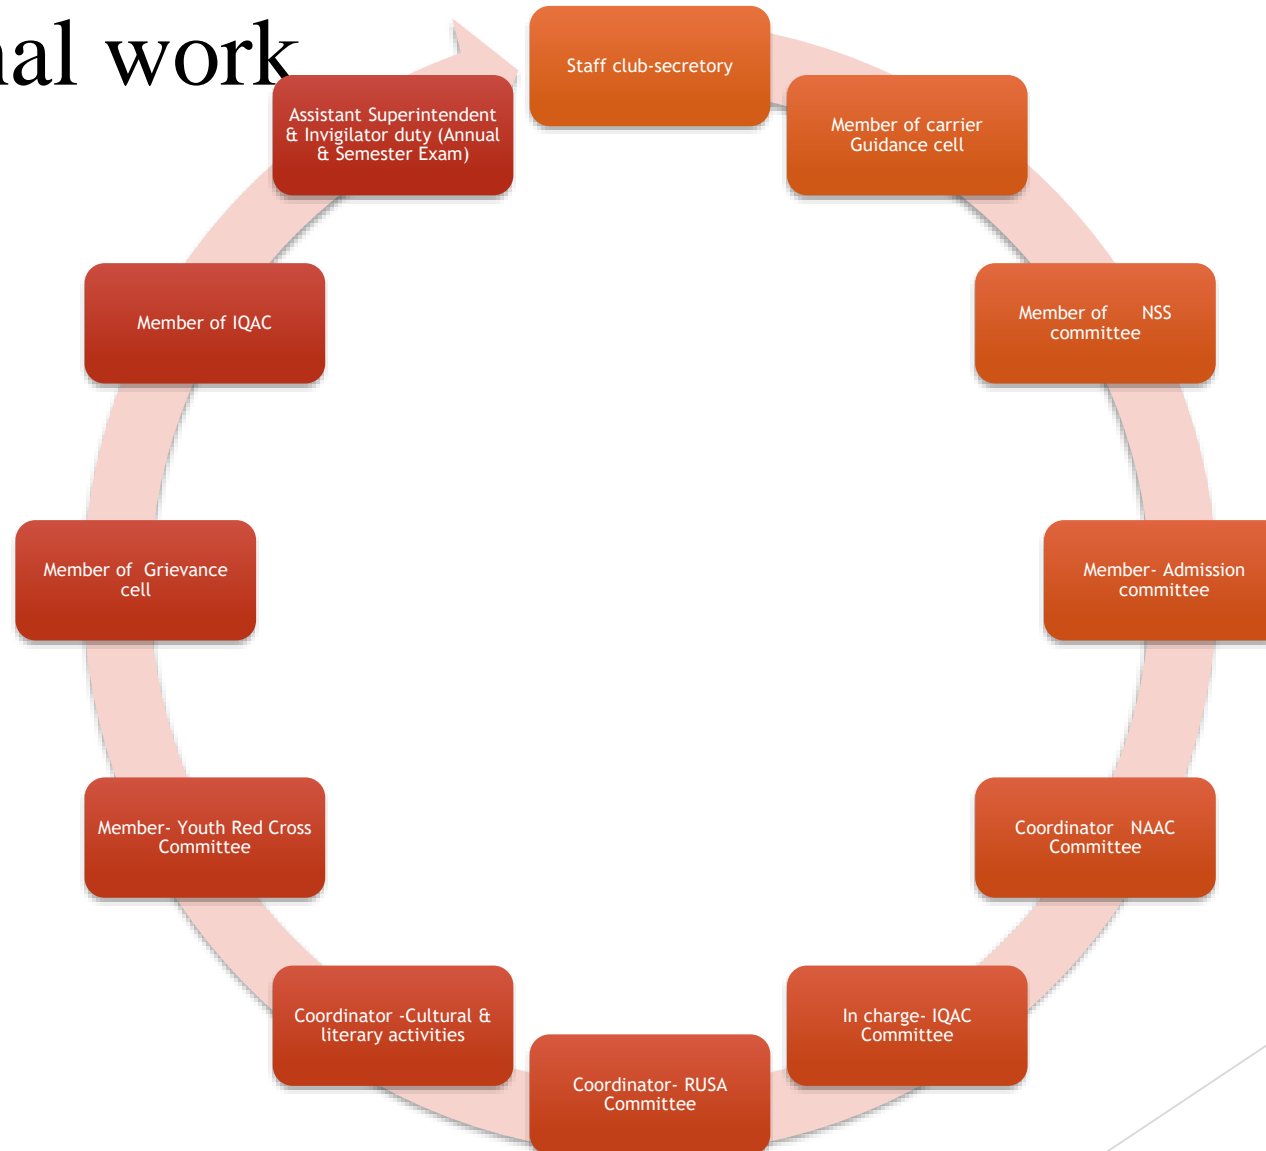 nal work
Staff club-secretory
Member of carrier
Guidance cell
Member of NSS
committee
Member- Admission
committee
Coordinator NAAC
Committee
In charge- IQAC
Committee
Coordinator- RUSA
Committee
Coordinator -Cultural &
literary activities
Member- Youth Red Cross
Committee
Member of Grievance
cell
Member of IQAC
Assistant Superintendent
& Invigilator duty (Annual
& Semester Exam)